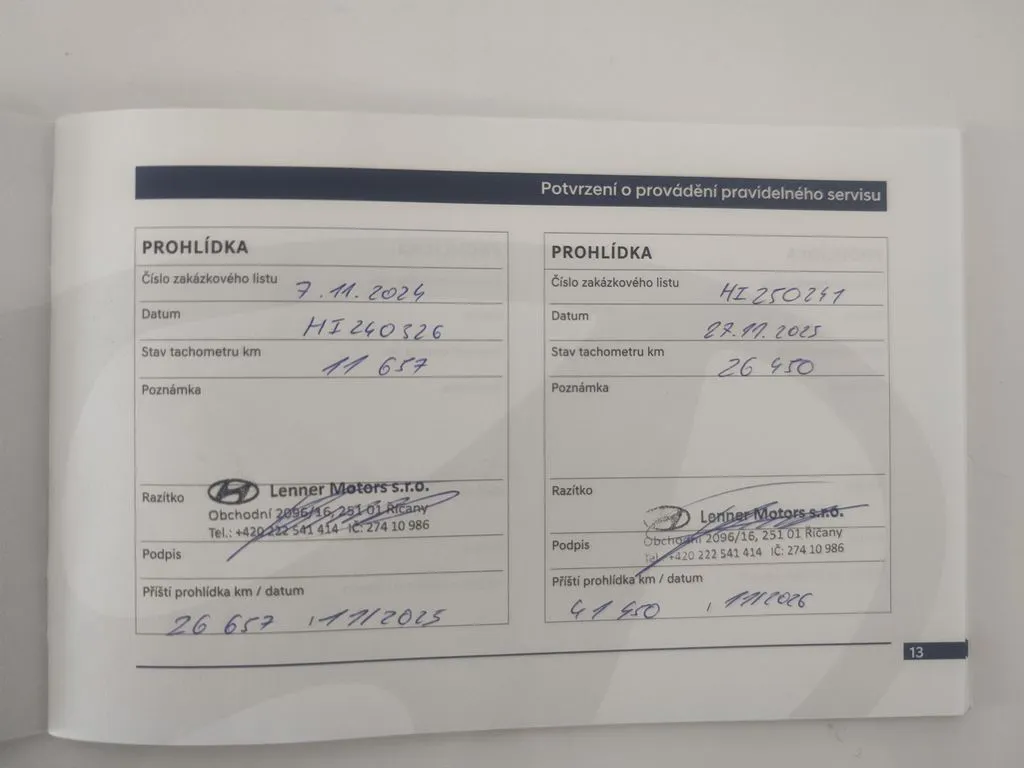 Potvrzení o provádění pravidelného servisu
PROHLÍDKA
Číslo zakázkového listu 7.11.2024
Datum HI240326
Stav tachometru km 11 657
Poznámka
Razítko
Lenner Motors s.r.o.
Obchodní 2096/16, 251 01 Říčany
Tel.: +420 222 541 414 IČ: 274 10 986
Podpis
Příští prohlídka km / datum
26 657 , 11/2025
PROHLÍDKA
Číslo zakázkového listu HI250241
Datum 27.11.2025
Stav tachometru km 26 450
Poznámka
Razítko
Lenner Motors s.r.o.
Obchodní 2096/16, 251 01 Říčany
Tel.: +420 222 541 414 IČ: 274 10 986
Podpis
Příští prohlídka km / datum
41 450 , 11/2026
13